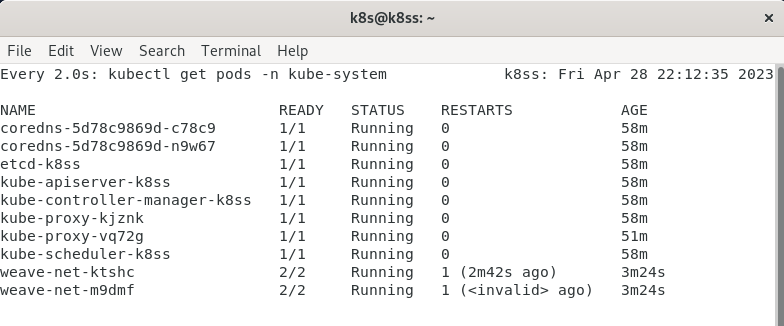 k8s@k8ss: ~
File Edit View Search Terminal Help
Every 2.0s: kubectl get pods -n kube-system k8ss: Fri Apr 28 22:12:35 2023
NAME READY STATUS RESTARTS AGE
coredns-5d78c9869d-c78c9 1/1 Running 0 58m
coredns-5d78c9869d-n9w67 1/1 Running 0 58m
etcd-k8ss 1/1 Running 0 58m
kube-apiserver-k8ss 1/1 Running 0 58m
kube-controller-manager-k8ss 1/1 Running 0 58m
kube-proxy-kjznk 1/1 Running 0 58m
kube-proxy-vq72g 1/1 Running 0 51m
kube-scheduler-k8ss 1/1 Running 0 58m
weave-net-ktshc 2/2 Running 1 (2m42s ago) 3m24s
weave-net-m9dmf 2/2 Running 1 (<invalid> ago) 3m24s